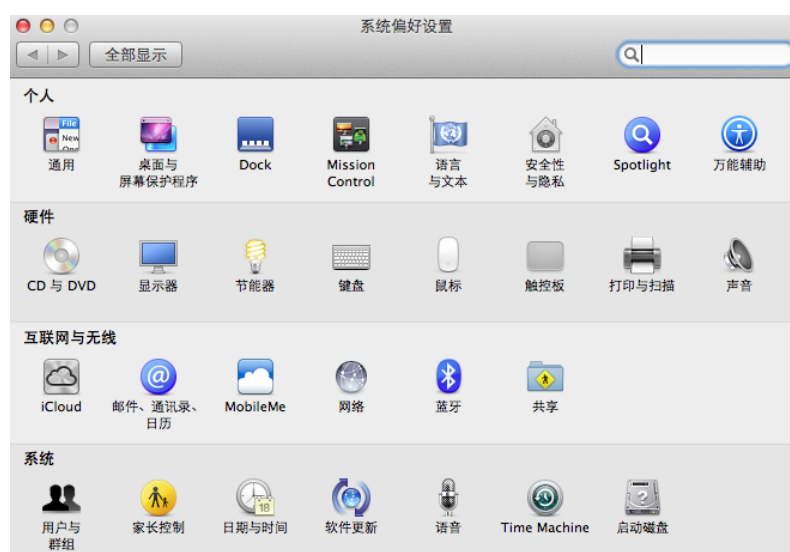 系统偏好设置
全部显示
个人
File
New
One
通用
桌面与
屏幕保护程序
Dock
Mission
Control
语言
与文本
安全性
与隐私
Spotlight
万能辅助
硬件
CD 与 DVD
显示器
节能器
键盘
鼠标
触控板
打印与扫描
声音
互联网与无线
iCloud
邮件、通讯录、
日历
MobileMe
网络
蓝牙
共享
系统
用户与
群组
家长控制
18
日期与时间
软件更新
语音
Time Machine
?
启动磁盘